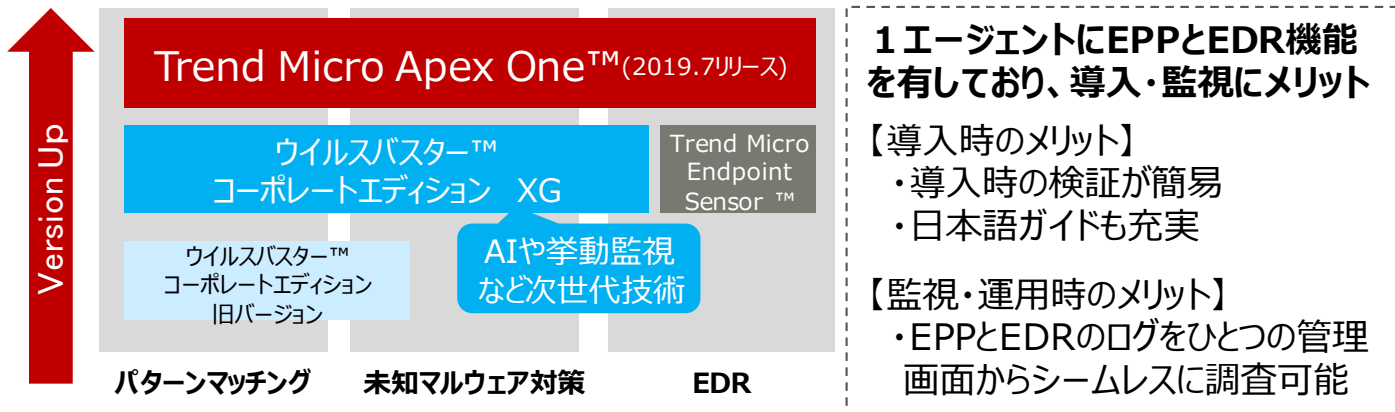 Version Up
Trend Micro Apex One™(2019.7リリース)
ウイルスバスター™
コーポレートエディション　XG
Trend Micro
Endpoint
Sensor ™
AIや挙動監視
など次世代技術
ウイルスバスター™
コーポレートエディション
旧バージョン
パターンマッチング
未知マルウェア対策
EDR
１エージェントにEPPとEDR機能
を有しており、導入・監視にメリット
【導入時のメリット】
・導入時の検証が簡易
・日本語ガイドも充実
【監視・運用時のメリット】
・EPPとEDRのログをひとつの管理
画面からシームレスに調査可能